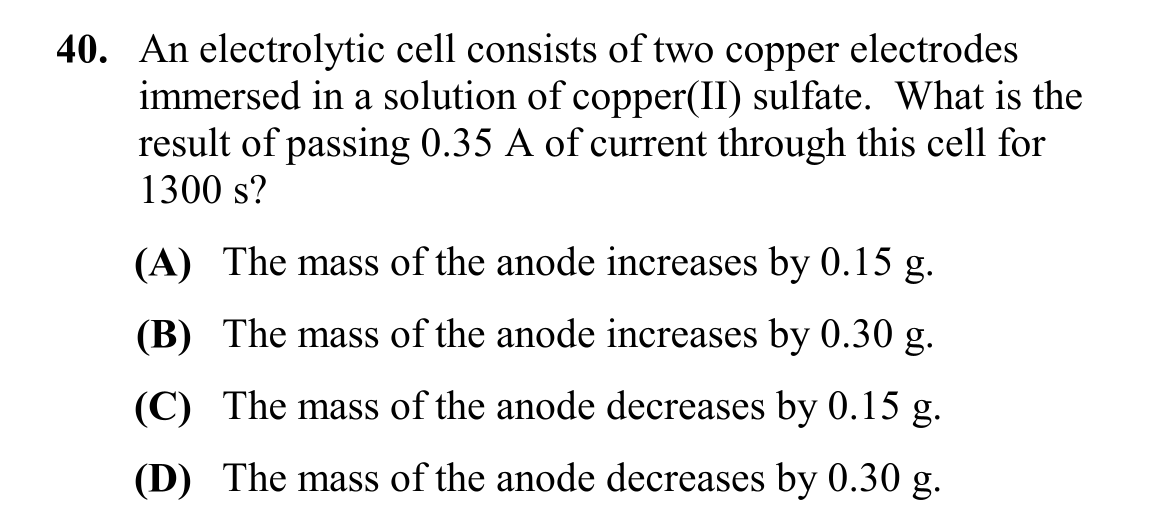 40. An electrolytic cell consists of two copper electrodes
immersed in a solution of copper(II) sulfate. What is the
result of passing 0.35 A of current through this cell for
1300 s?
(A) The mass of the anode increases by 0.15 g.
(B) The mass of the anode increases by 0.30 g.
(C) The mass of the anode decreases by 0.15 g.
(D) The mass of the anode decreases by 0.30 g.